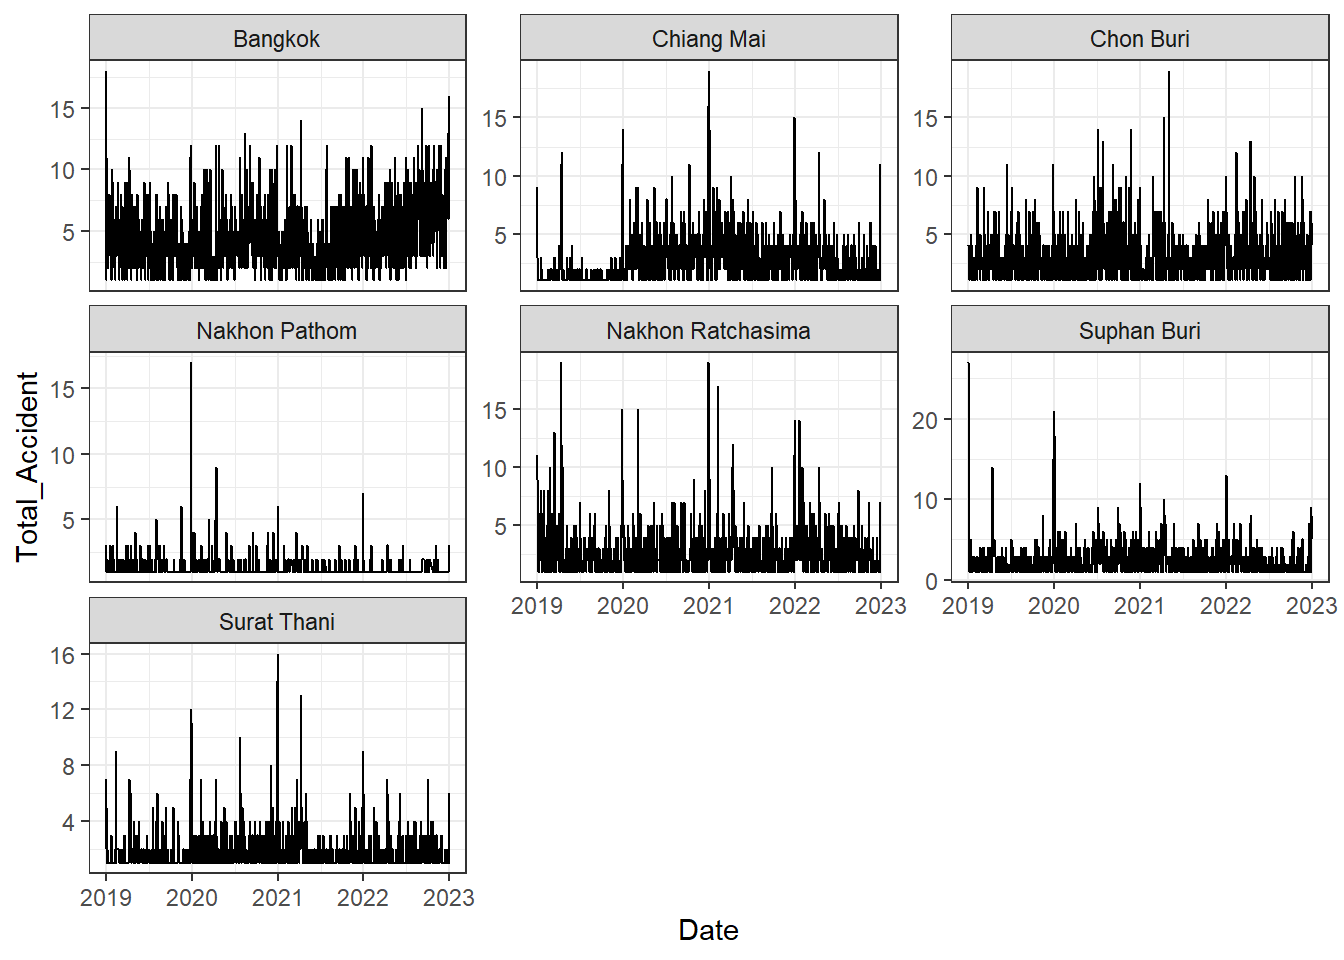 Bangkok
Chiang Mai
Chon Buri
15
10
5
15
10
5
15
10
5
Nakhon Pathom
Nakhon Ratchasima
Suphan Buri
15
10
5
15
10
5
20
10
0
2019 2020 2021 2022 2023
2019 2020 2021 2022 2023
Surat Thani
16
12
8
4
2019 2020 2021 2022 2023
Total_Accident
Date